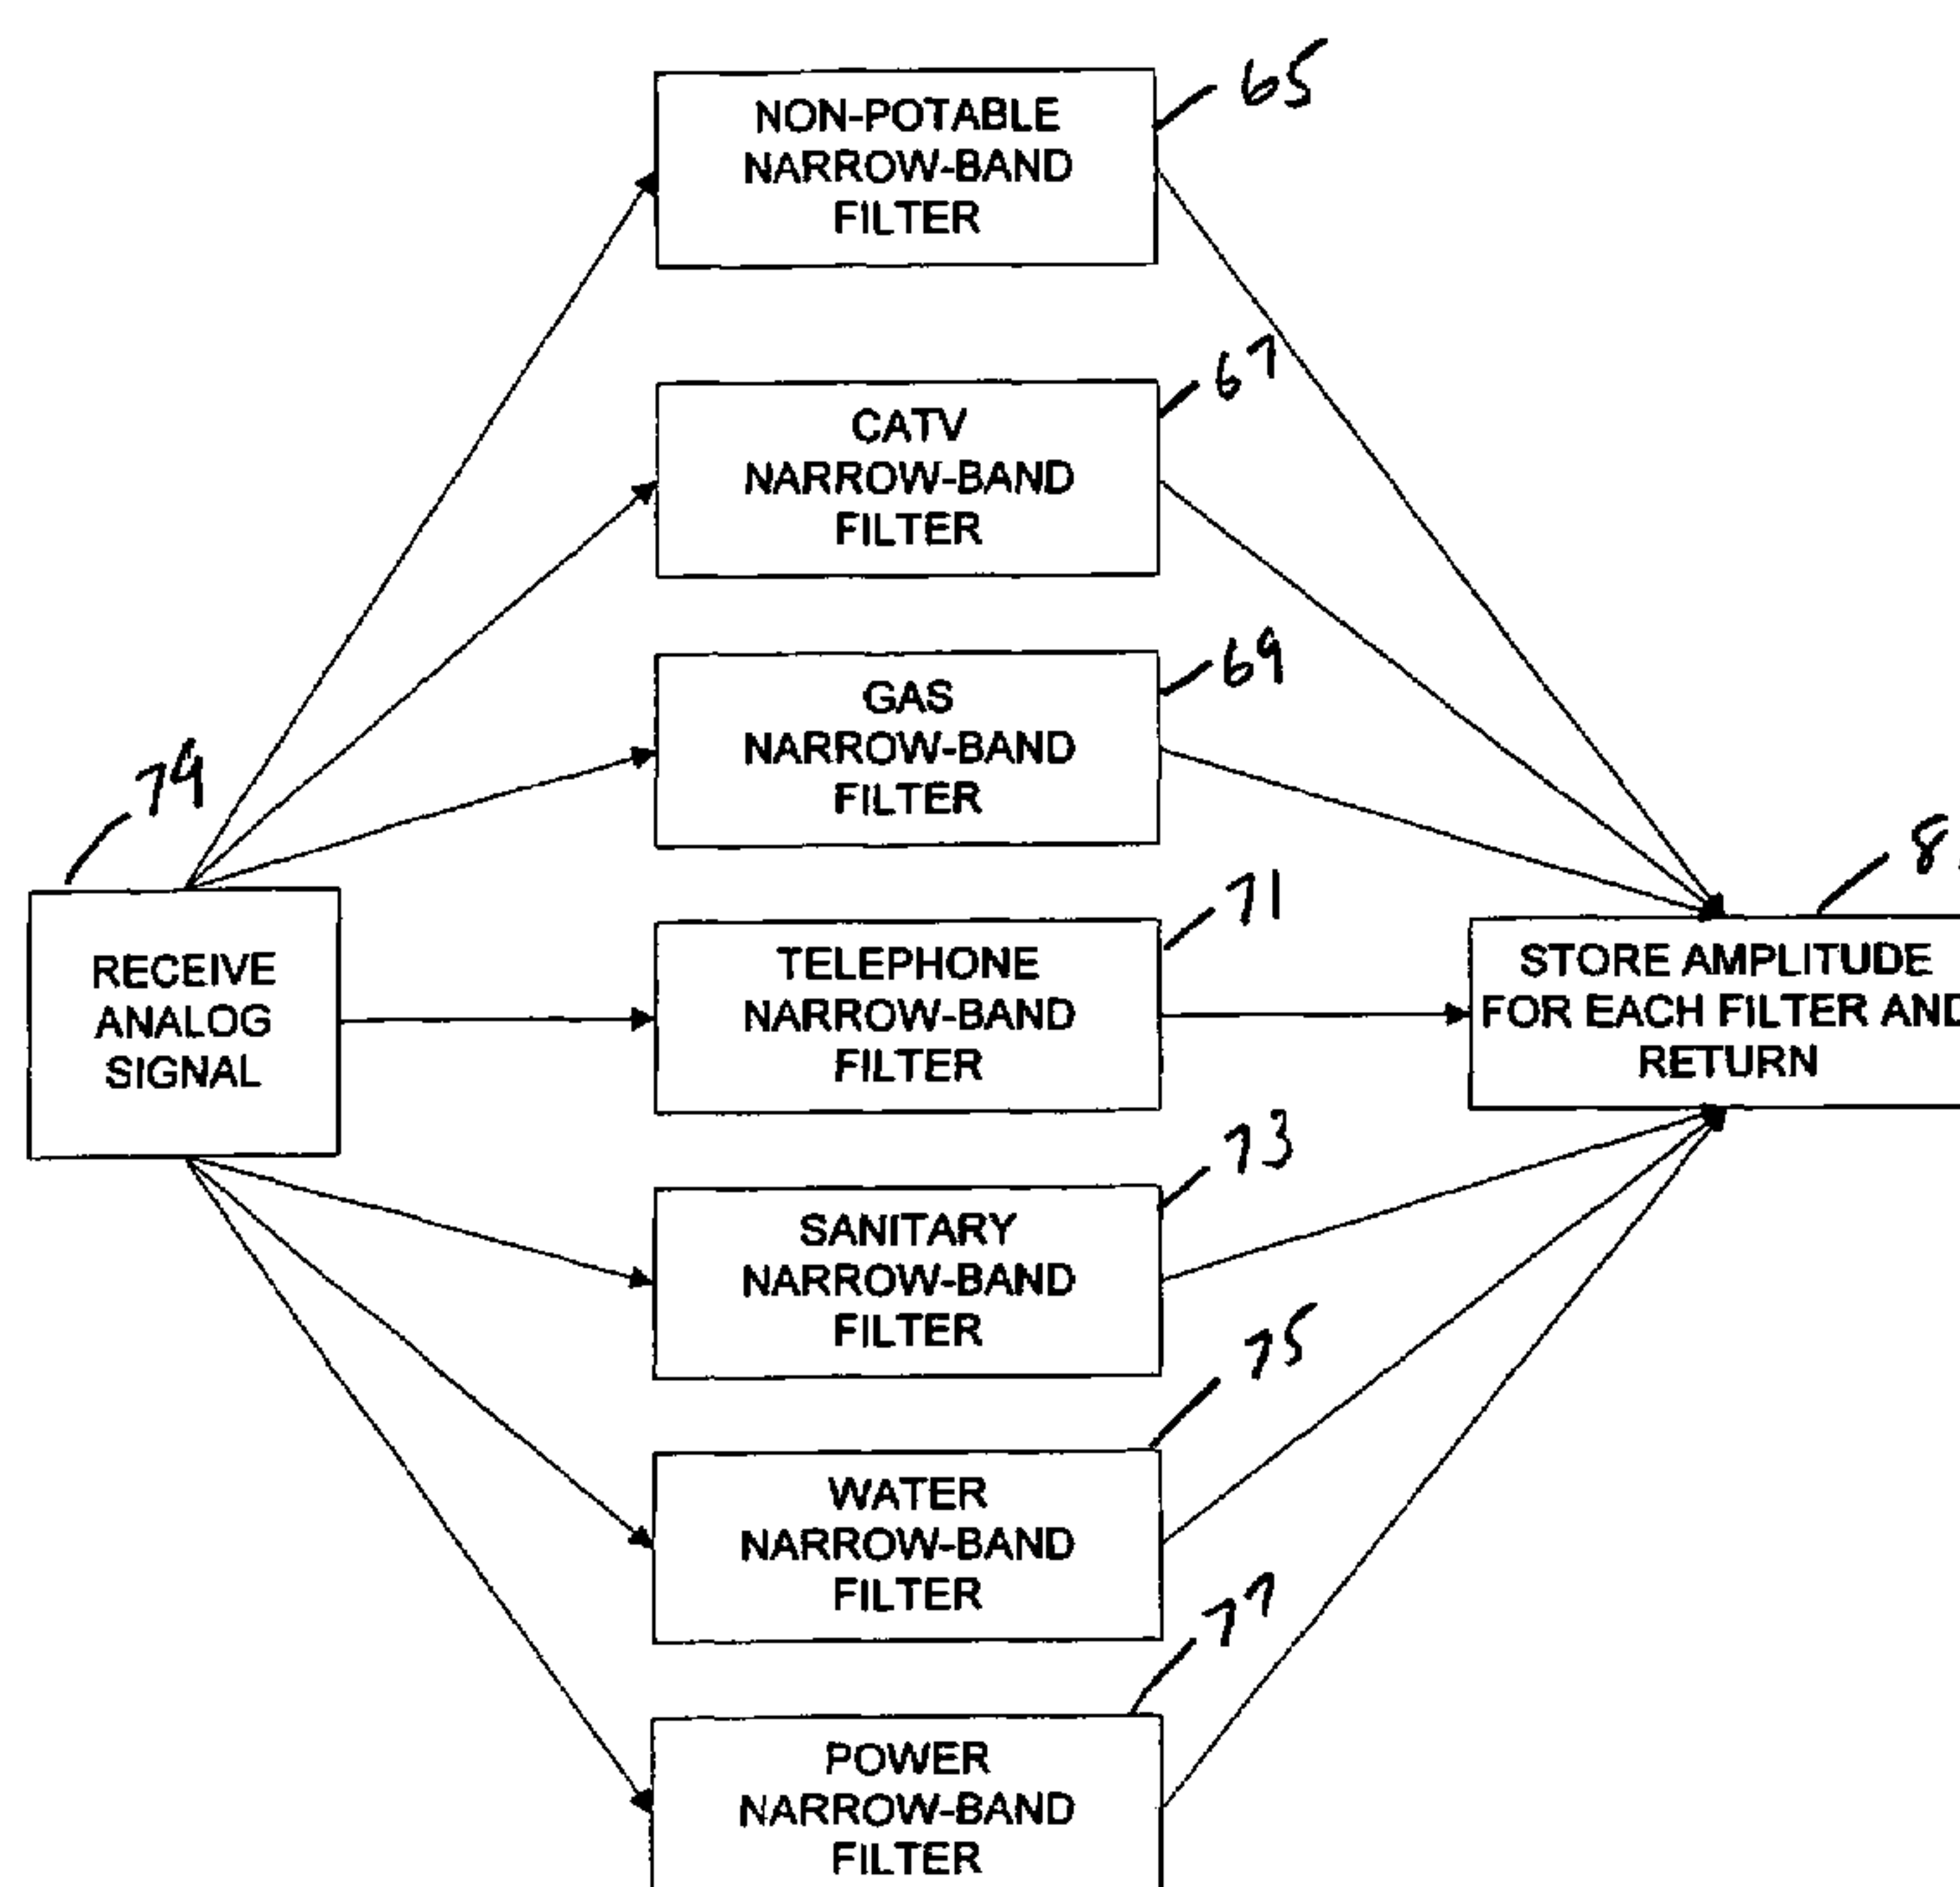 65
NON-POTABLE
NARROW-BAND
FILTER
67
CATV
NARROW-BAND
FILTER
69
GAS
NARROW-BAND
FILTER
79
RECEIVE
ANALOG
SIGNAL
71
TELEPHONE
NARROW-BAND
FILTER
STORE AMPLITUDE
FOR EACH FILTER AND
RETURN
73
SANITARY
NARROW-BAND
FILTER
75
WATER
NARROW-BAND
FILTER
77
POWER
NARROW-BAND
FILTER